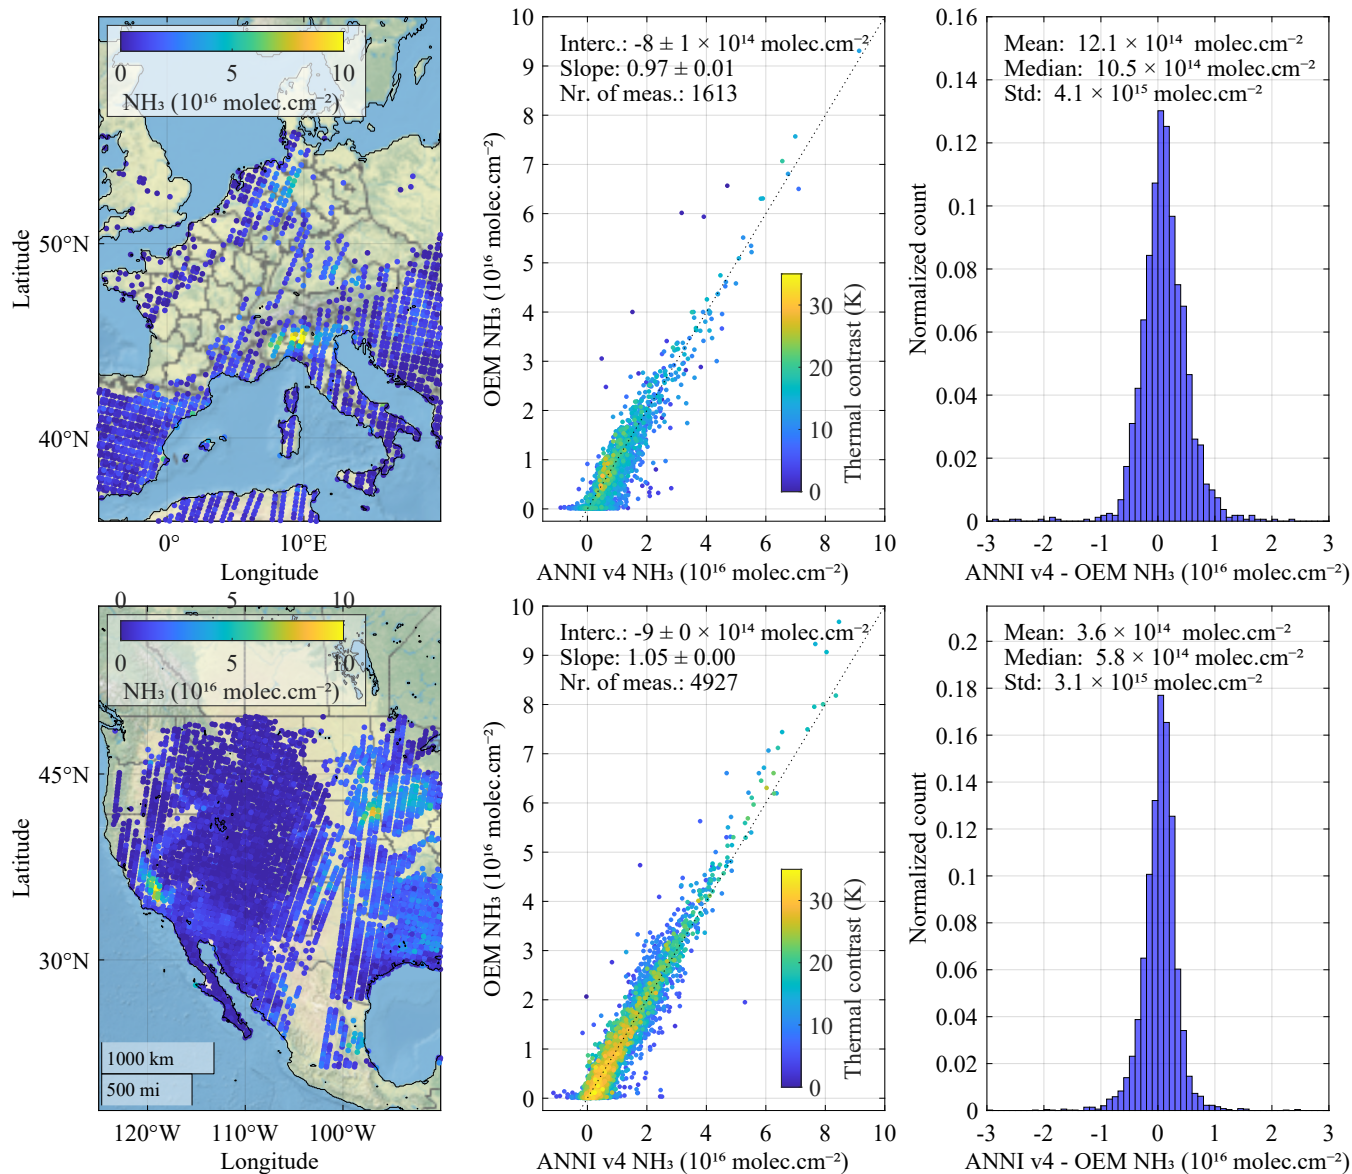 0 5 10
NH₃ (10¹⁶ molec.cm⁻²)
50°N
40°N
Latitude
0° 10°E
Longitude
10
9
8
7
6
5
4
3
2
1
0
OEM NH₃ (10¹⁶ molec.cm⁻²)
Interc.: -8 ± 1 × 10¹⁴ molec.cm⁻²
Slope: 0.97 ± 0.01
Nr. of meas.: 1613
30
20
10
0
Thermal contrast (K)
0 2 4 6 8 10
ANNI v4 NH₃ (10¹⁶ molec.cm⁻²)
0.16
0.14
0.12
0.1
0.08
0.06
0.04
0.02
0
Normalized count
Mean: 12.1 × 10¹⁴ molec.cm⁻²
Median: 10.5 × 10¹⁴ molec.cm⁻²
Std: 4.1 × 10¹⁵ molec.cm⁻²
-3 -2 -1 0 1 2 3
ANNI v4 - OEM NH₃ (10¹⁶ molec.cm⁻²)
0 5 10
0 5 10
NH₃ (10¹⁶ molec.cm⁻²)
45°N
30°N
Latitude
1000 km
500 mi
120°W 110°W 100°W
Longitude
10
9
8
7
6
5
4
3
2
1
0
OEM NH₃ (10¹⁶ molec.cm⁻²)
Interc.: -9 ± 0 × 10¹⁴ molec.cm⁻²
Slope: 1.05 ± 0.00
Nr. of meas.: 4927
30
20
10
0
Thermal contrast (K)
0 2 4 6 8 10
ANNI v4 NH₃ (10¹⁶ molec.cm⁻²)
0.2
0.18
0.16
0.14
0.12
0.1
0.08
0.06
0.04
0.02
0
Normalized count
Mean: 3.6 × 10¹⁴ molec.cm⁻²
Median: 5.8 × 10¹⁴ molec.cm⁻²
Std: 3.1 × 10¹⁵ molec.cm⁻²
-3 -2 -1 0 1 2 3
ANNI v4 - OEM NH₃ (10¹⁶ molec.cm⁻²)